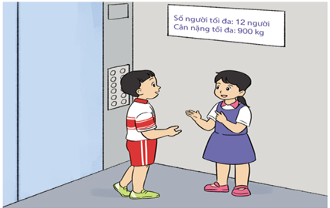 Số người tối đa: 12 người
Cân nặng tối đa: 900 kg